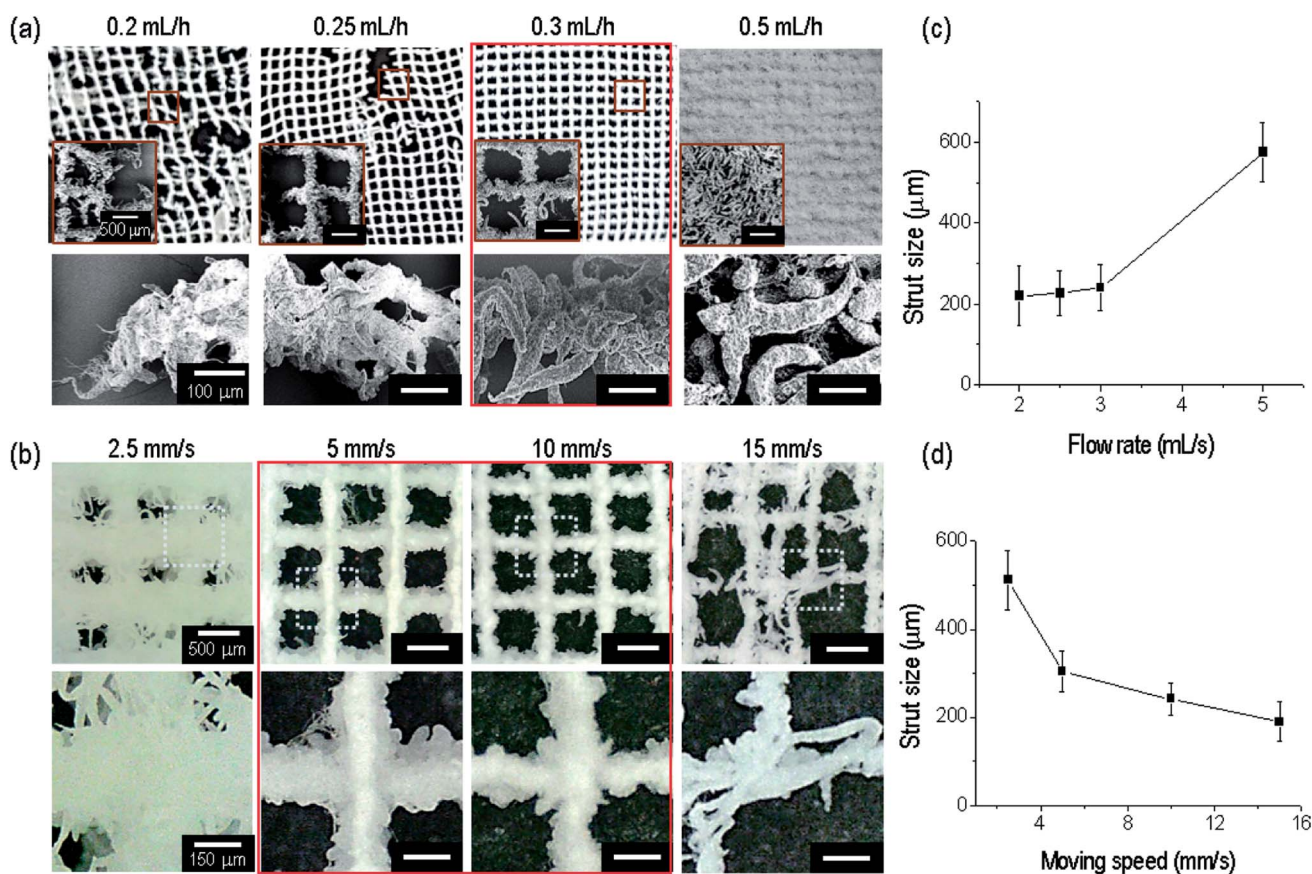 (a)
0.2 mL/h
0.25 mL/h
0.3 mL/h
0.5 mL/h
500 μm
100 μm
(b)
2.5 mm/s
5 mm/s
10 mm/s
15 mm/s
500 μm
150 μm
(c)
Strut size (μm)
600
400
200
0
2
3
4
5
Flow rate (mL/s)
(d)
Strut size (μm)
600
400
200
0
4
8
12
16
Moving speed (mm/s)